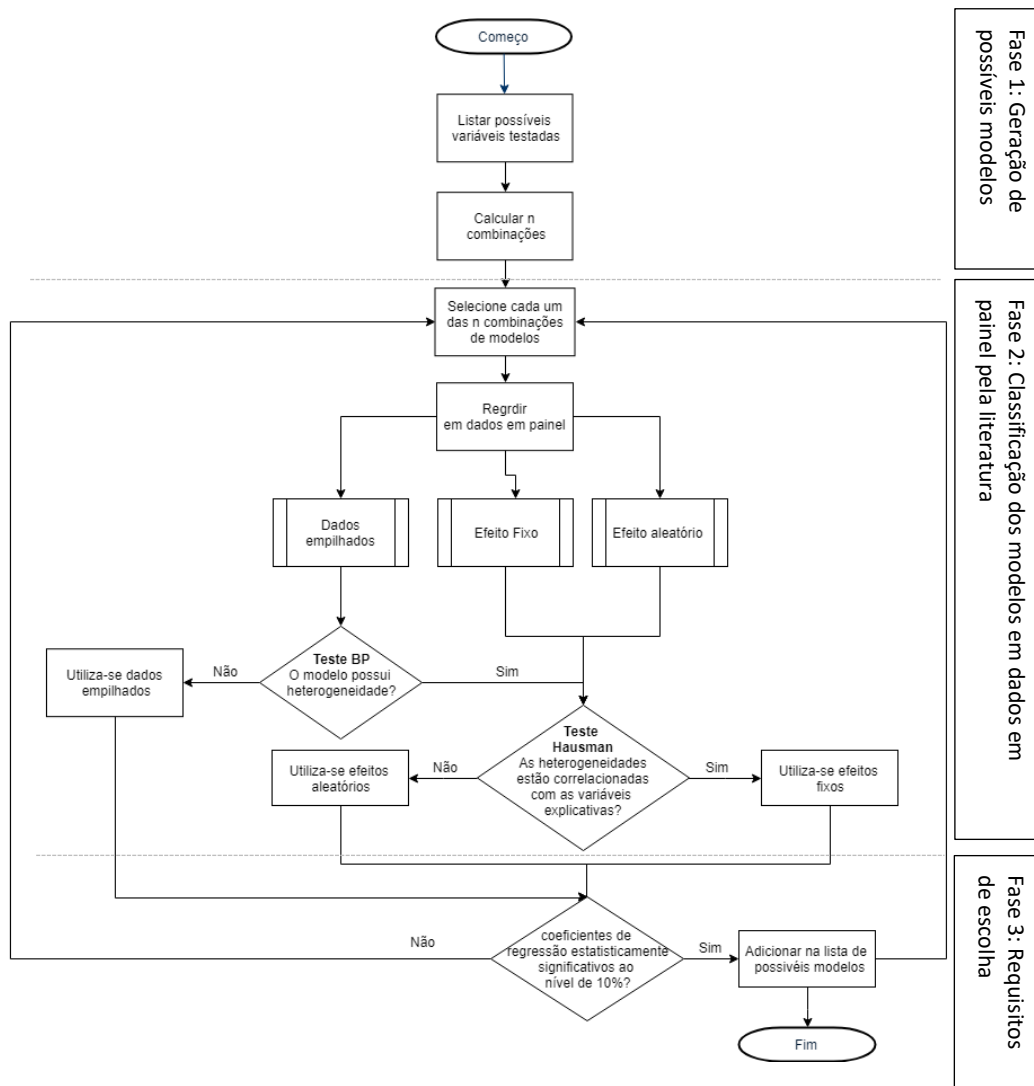 Começo
Listar possíveis
variáveis testadas
Calcular n
combinações
Fase 1: Geração de
possíveis modelos
Selecione cada um
das n combinações
de modelos
Regrdir
em dados em painel
Dados
empilhados
Efeito Fixo
Efeito aleatório
Teste BP
O modelo possui
heterogeneidade?
Não
Sim
Utiliza-se dados
empilhados
Teste
Hausman
As heterogeneidades
estão correlacionadas
com as variáveis
explicativas?
Não
Sim
Utiliza-se efeitos
aleatórios
Utiliza-se efeitos
fixos
Fase 2: Classificação dos modelos em dados em
painel pela literatura
coeficientes de
regressão estatisticamente
significativos ao
nível de 10%?
Não
Sim
Adicionar na lista de
possivéis modelos
Fim
Fase 3: Requisitos
de escolha